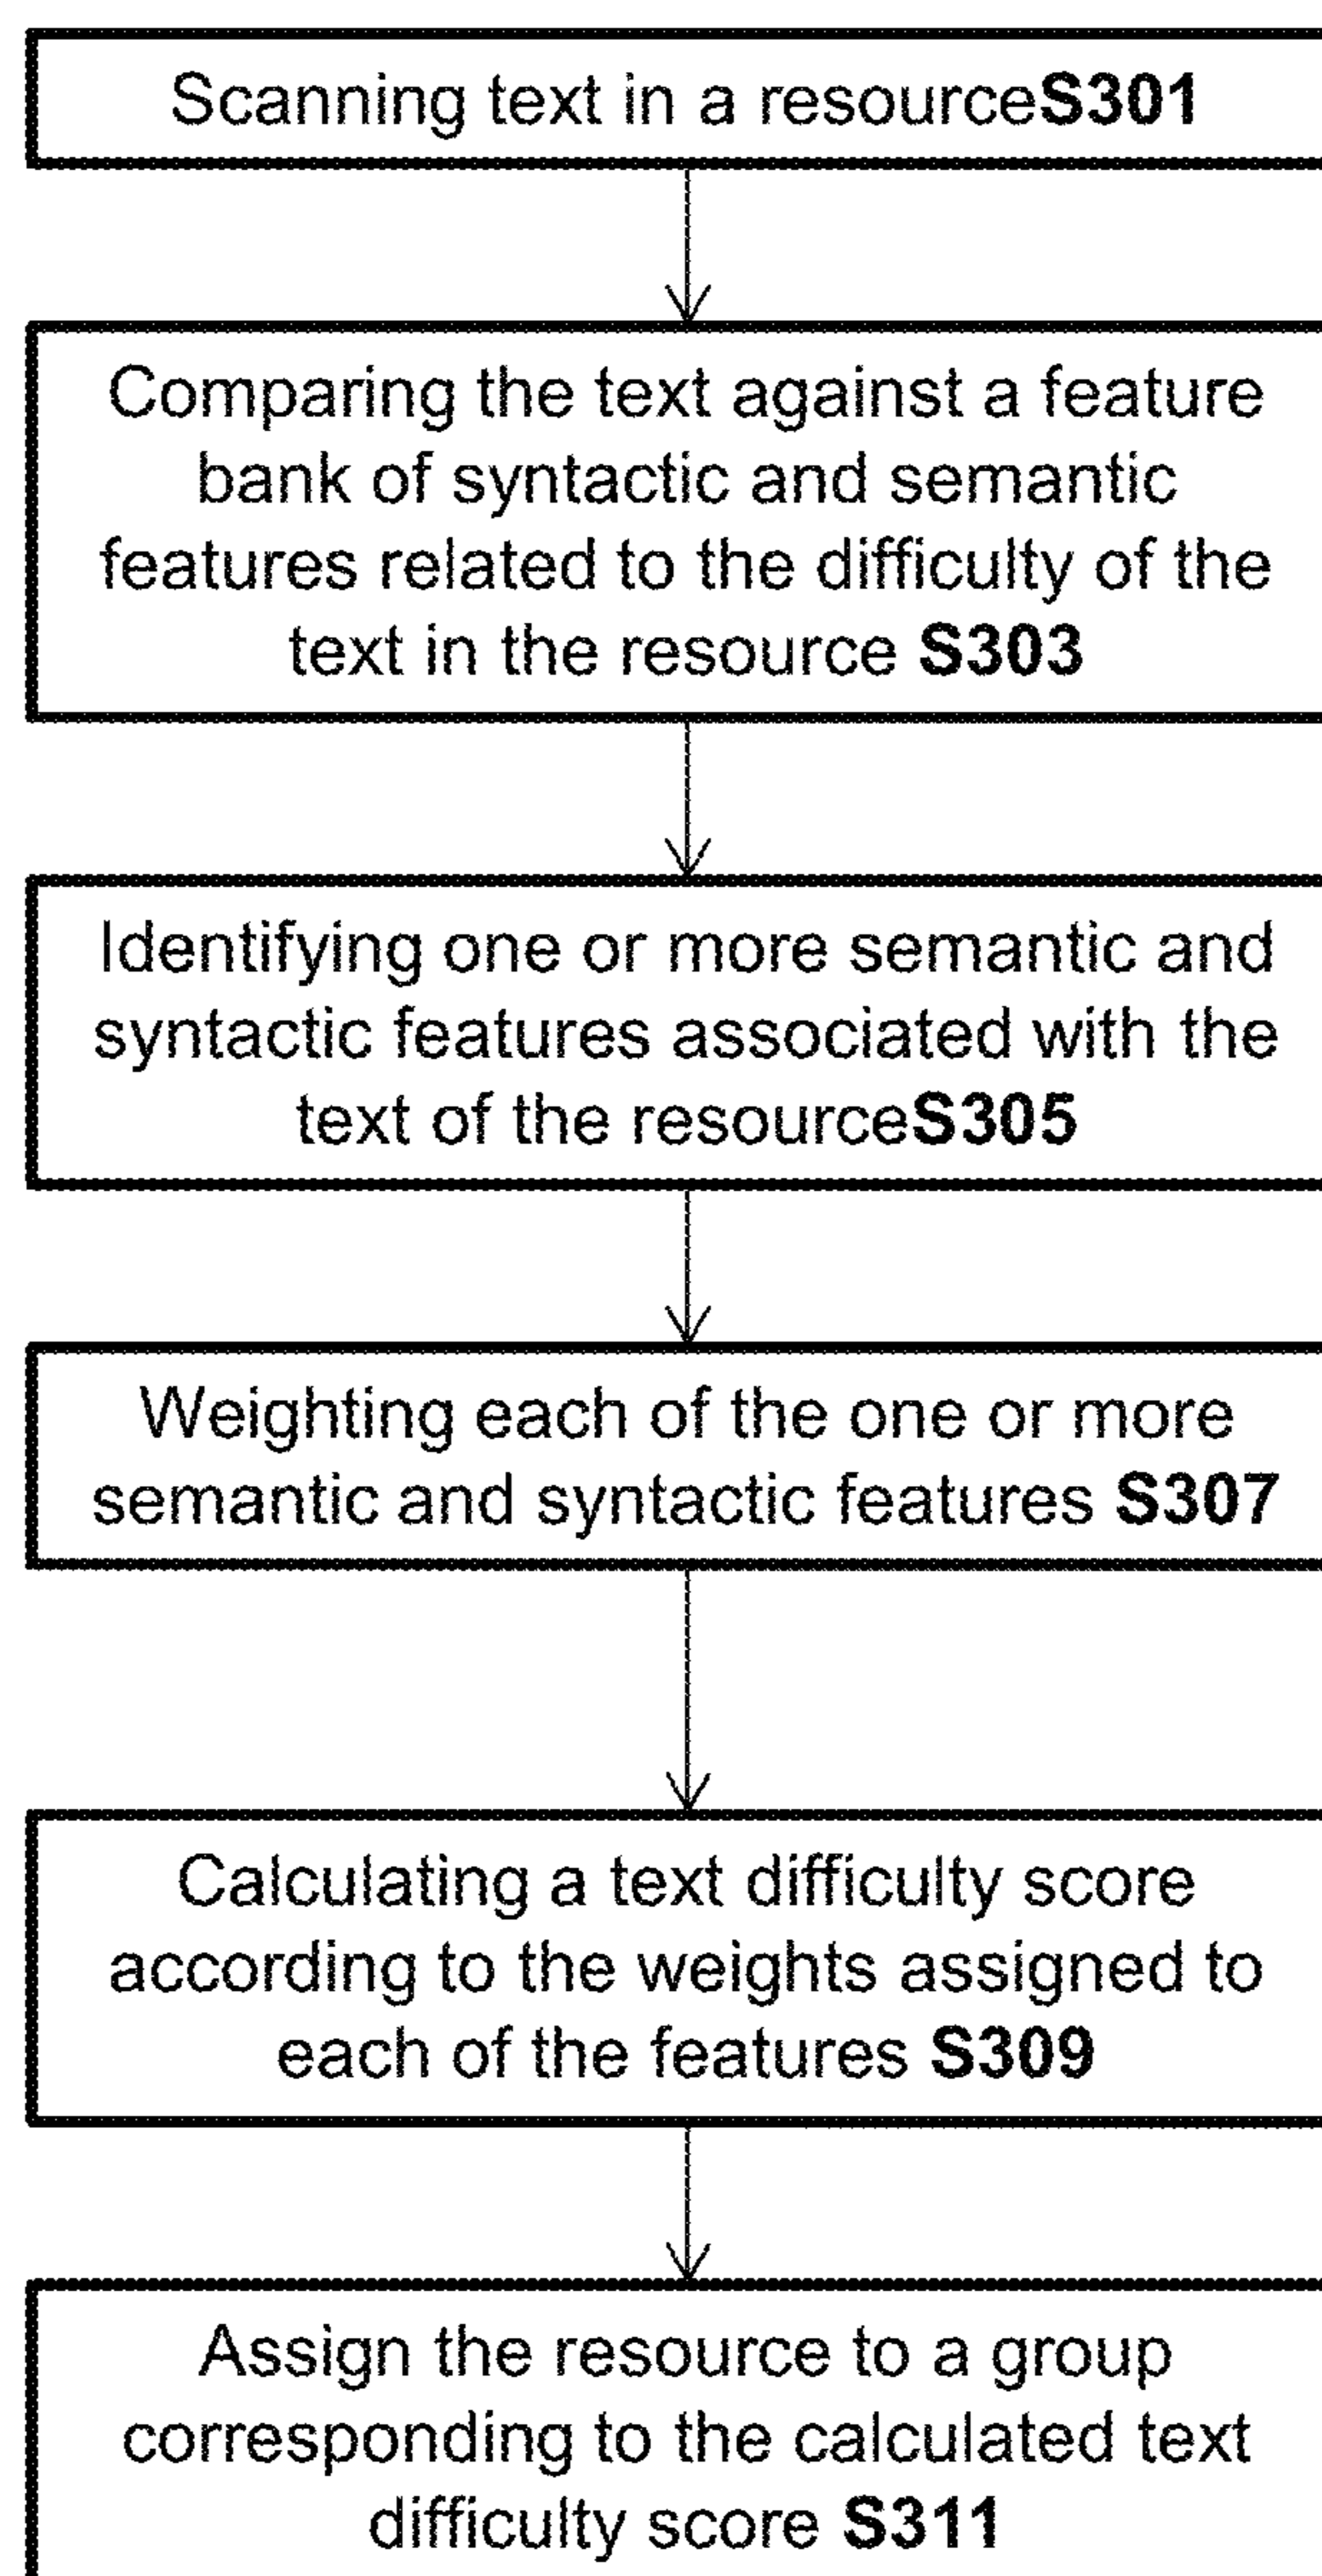 Scanning text in a resourceS301
Comparing the text against a feature
bank of syntactic and semantic
features related to the difficulty of the
text in the resource S303
Identifying one or more semantic and
syntactic features associated with the
text of the resourceS305
Weighting each of the one or more
semantic and syntactic features S307
Calculating a text difficulty score
according to the weights assigned to
each of the features S309
Assign the resource to a group
corresponding to the calculated text
difficulty score S311